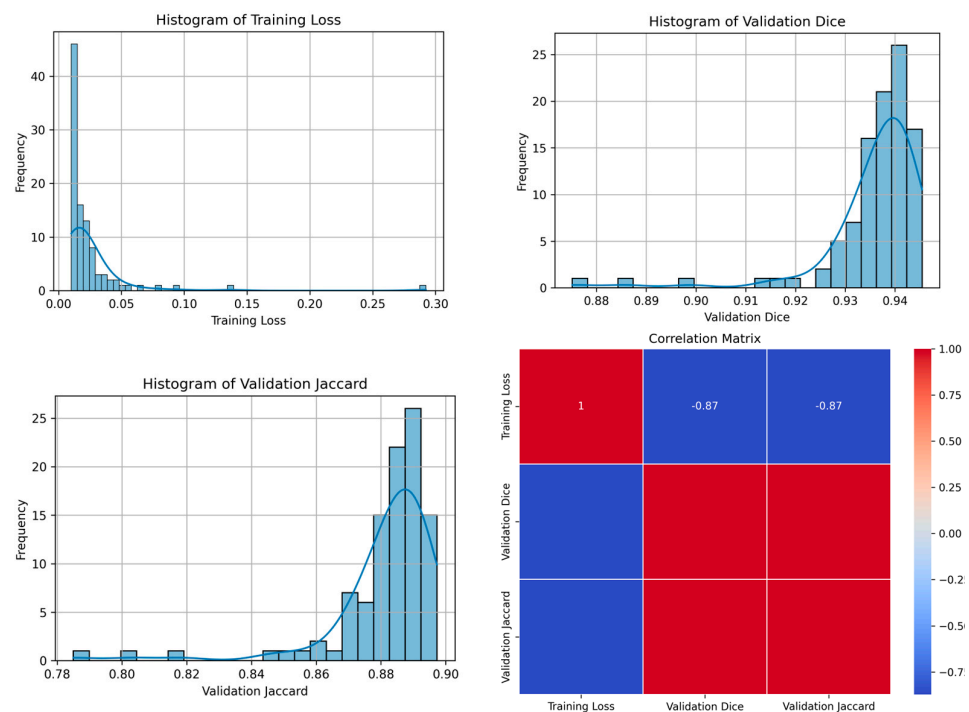 Histogram of Training Loss
Frequency
40
30
20
10
0
0.00 0.05 0.10 0.15 0.20 0.25 0.30
Training Loss
Histogram of Validation Dice
Frequency
25
20
15
10
5
0
0.88 0.89 0.90 0.91 0.92 0.93 0.94
Validation Dice
Histogram of Validation Jaccard
Frequency
25
20
15
10
5
0
0.78 0.80 0.82 0.84 0.86 0.88 0.90
Validation Jaccard
Correlation Matrix
Training Loss
Validation Dice
Validation Jaccard
1 -0.87 -0.87
Training Loss Validation Dice Validation Jaccard
1.00
0.75
0.50
0.25
0.00
−0.25
−0.50
−0.75